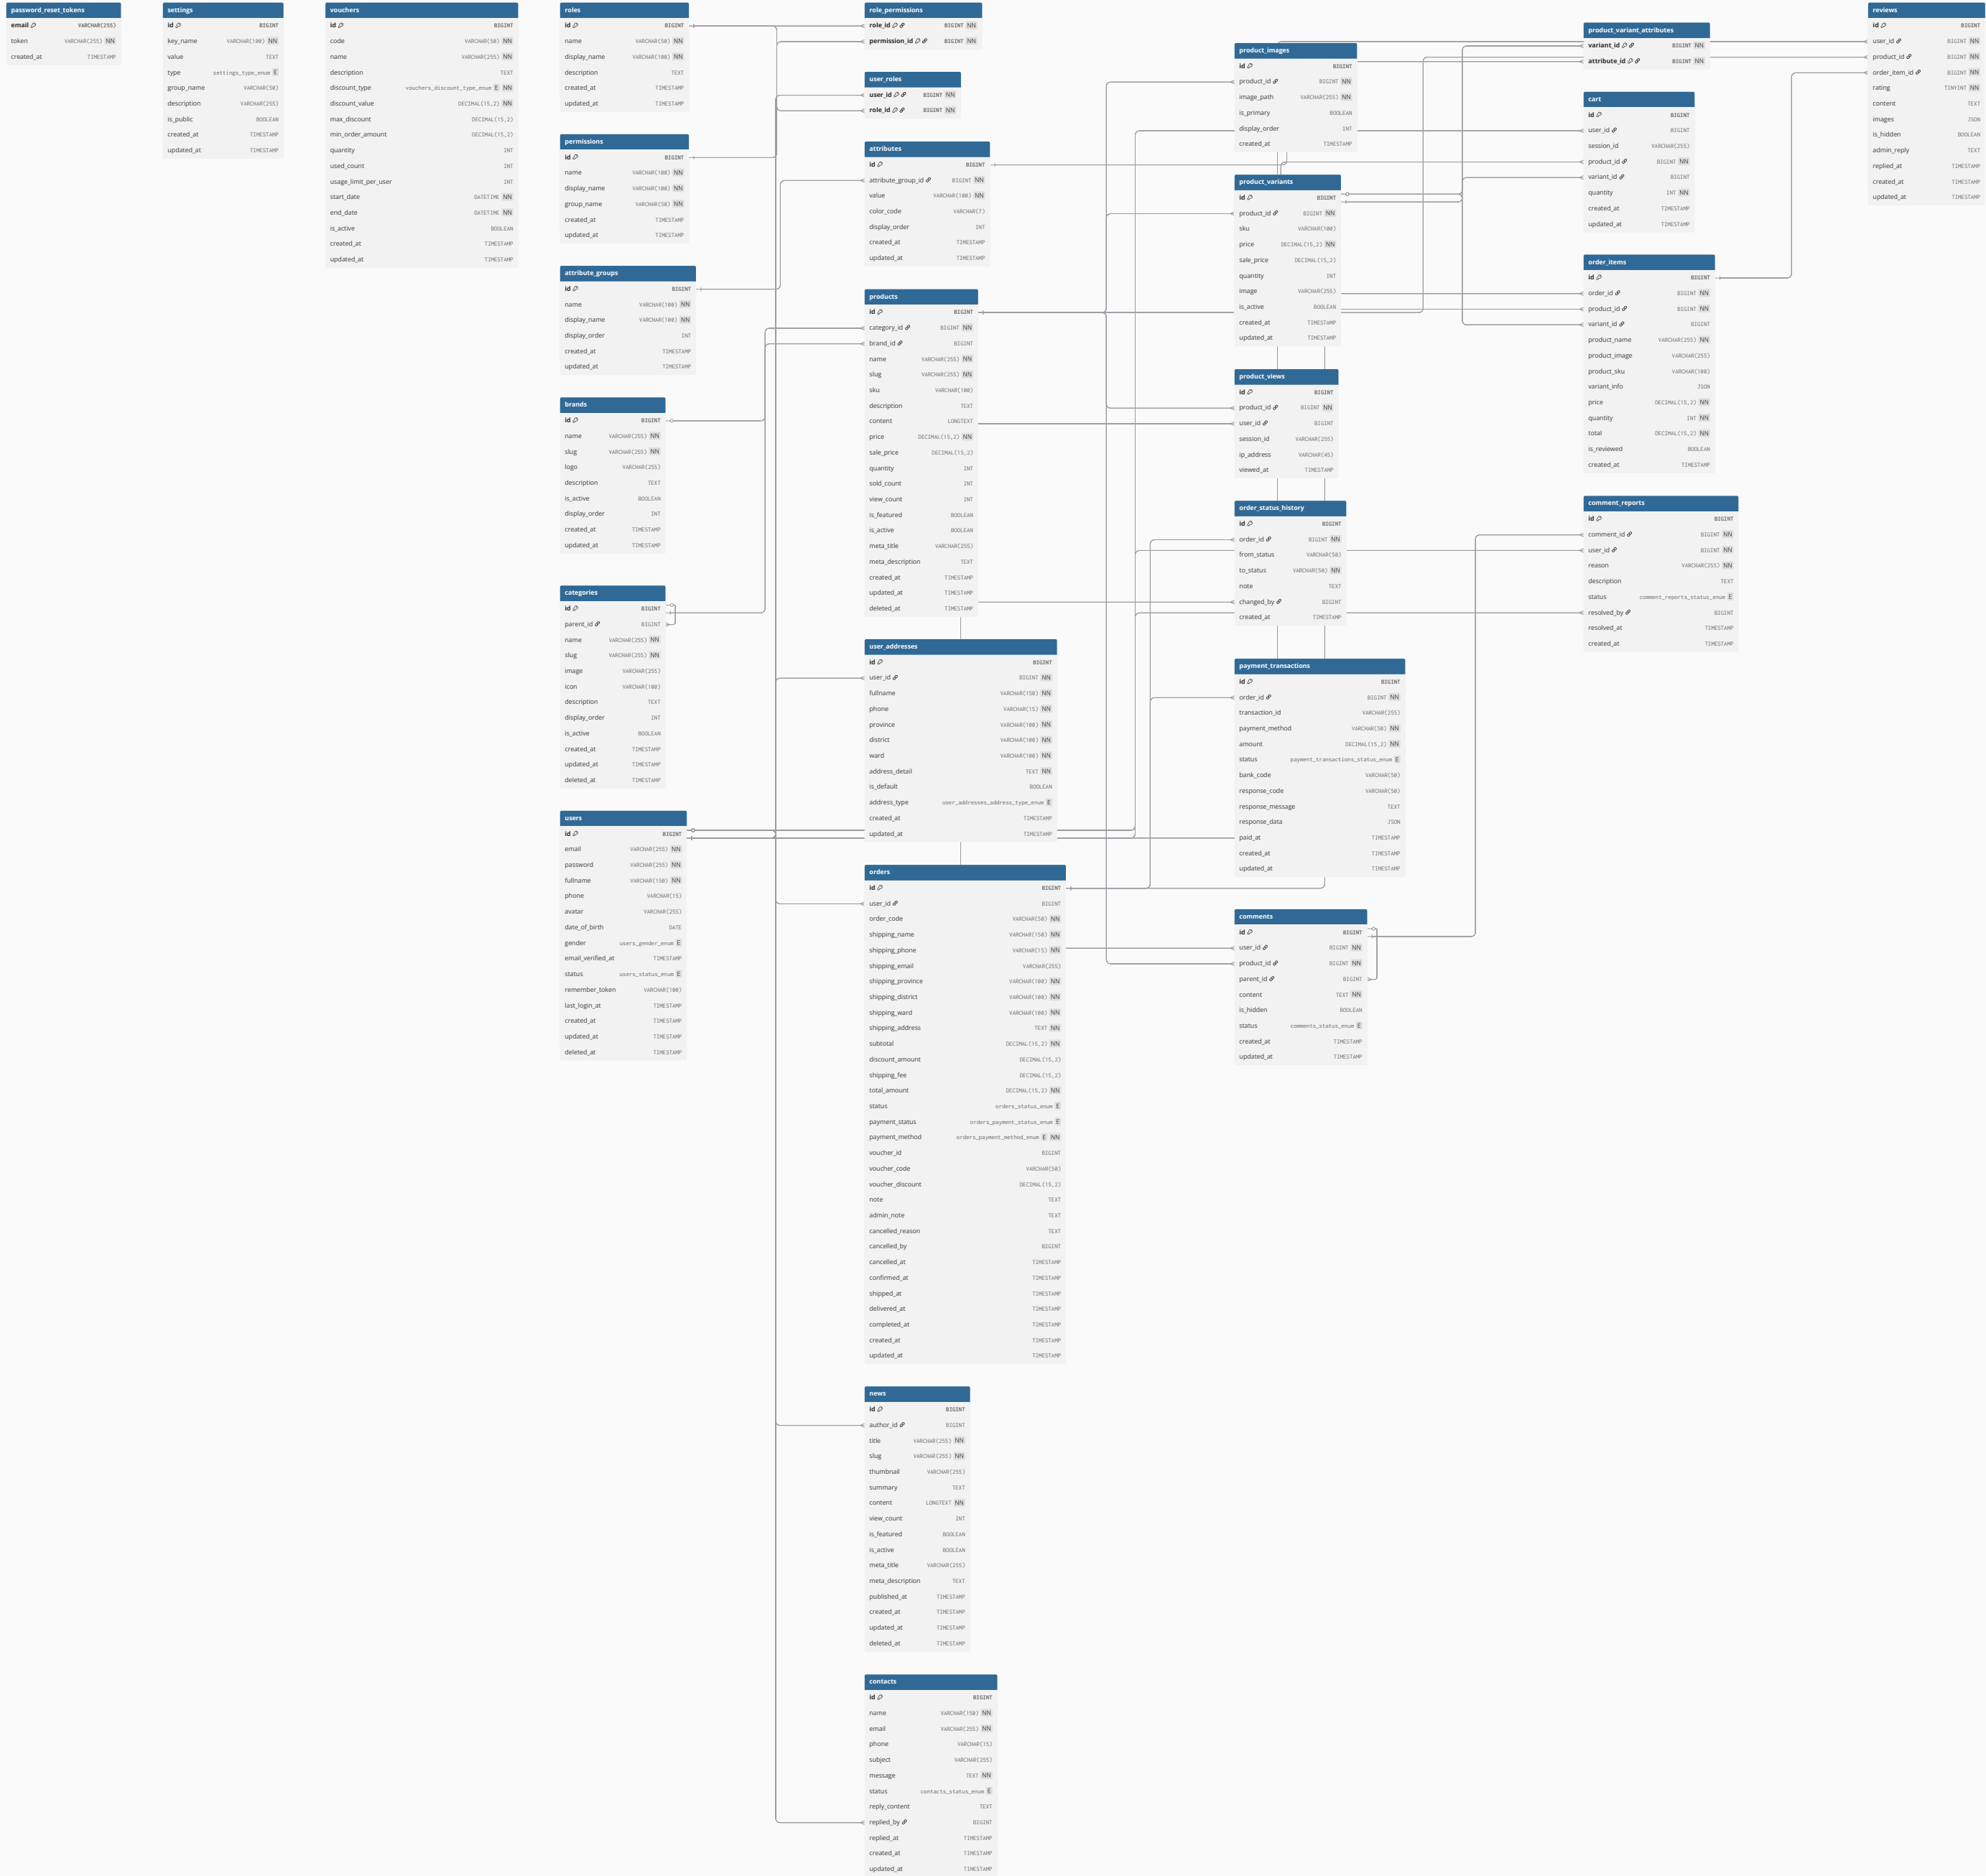 password_reset_tokens
email VARCHAR(255)
token VARCHAR(255) NN
created_at TIMESTAMP
settings
id BIGINT
key_name VARCHAR(100) NN
value TEXT
type settings_type_enum E
group_name VARCHAR(50)
description VARCHAR(255)
is_public BOOLEAN
created_at TIMESTAMP
updated_at TIMESTAMP
vouchers
id BIGINT
code VARCHAR(50) NN
name VARCHAR(255) NN
description TEXT
discount_type vouchers_discount_type_enum E NN
discount_value DECIMAL(15,2) NN
max_discount DECIMAL(15,2)
min_order_amount DECIMAL(15,2)
quantity INT
used_count INT
usage_limit_per_user INT
start_date DATETIME NN
end_date DATETIME NN
is_active BOOLEAN
created_at TIMESTAMP
updated_at TIMESTAMP
roles
id BIGINT
name VARCHAR(50) NN
display_name VARCHAR(100) NN
description TEXT
created_at TIMESTAMP
updated_at TIMESTAMP
permissions
id BIGINT
name VARCHAR(100) NN
display_name VARCHAR(100) NN
group_name VARCHAR(50) NN
created_at TIMESTAMP
updated_at TIMESTAMP
attribute_groups
id BIGINT
name VARCHAR(100) NN
display_name VARCHAR(100) NN
display_order INT
created_at TIMESTAMP
updated_at TIMESTAMP
brands
id BIGINT
name VARCHAR(255) NN
slug VARCHAR(255) NN
logo VARCHAR(255)
description TEXT
is_active BOOLEAN
display_order INT
created_at TIMESTAMP
updated_at TIMESTAMP
categories
id BIGINT
parent_id BIGINT
name VARCHAR(255) NN
slug VARCHAR(255) NN
image VARCHAR(255)
icon VARCHAR(100)
description TEXT
display_order INT
is_active BOOLEAN
created_at TIMESTAMP
updated_at TIMESTAMP
deleted_at TIMESTAMP
users
id BIGINT
email VARCHAR(255) NN
password VARCHAR(255) NN
fullname VARCHAR(150) NN
phone VARCHAR(15)
avatar VARCHAR(255)
date_of_birth DATE
gender users_gender_enum E
email_verified_at TIMESTAMP
status users_status_enum E
remember_token VARCHAR(100)
last_login_at TIMESTAMP
created_at TIMESTAMP
updated_at TIMESTAMP
deleted_at TIMESTAMP
role_permissions
role_id BIGINT NN
permission_id BIGINT NN
user_roles
user_id BIGINT NN
role_id BIGINT NN
attributes
id BIGINT
attribute_group_id BIGINT NN
value VARCHAR(100) NN
color_code VARCHAR(7)
display_order INT
created_at TIMESTAMP
updated_at TIMESTAMP
products
id BIGINT
category_id BIGINT NN
brand_id BIGINT
name VARCHAR(255) NN
slug VARCHAR(255) NN
sku VARCHAR(100)
description TEXT
content LONGTEXT
price DECIMAL(15,2) NN
sale_price DECIMAL(15,2)
quantity INT
sold_count INT
view_count INT
is_featured BOOLEAN
is_active BOOLEAN
meta_title VARCHAR(255)
meta_description TEXT
created_at TIMESTAMP
updated_at TIMESTAMP
deleted_at TIMESTAMP
user_addresses
id BIGINT
user_id BIGINT NN
fullname VARCHAR(150) NN
phone VARCHAR(15) NN
province VARCHAR(100) NN
district VARCHAR(100) NN
ward VARCHAR(100) NN
address_detail TEXT NN
is_default BOOLEAN
address_type user_addresses_address_type_enum E
created_at TIMESTAMP
updated_at TIMESTAMP
orders
id BIGINT
user_id BIGINT
order_code VARCHAR(50) NN
shipping_name VARCHAR(150) NN
shipping_phone VARCHAR(15) NN
shipping_email VARCHAR(255)
shipping_province VARCHAR(100) NN
shipping_district VARCHAR(100) NN
shipping_ward VARCHAR(100) NN
shipping_address TEXT NN
subtotal DECIMAL(15,2) NN
discount_amount DECIMAL(15,2)
shipping_fee DECIMAL(15,2)
total_amount DECIMAL(15,2) NN
status orders_status_enum E
payment_status orders_payment_status_enum E
payment_method orders_payment_method_enum E NN
voucher_id BIGINT
voucher_code VARCHAR(50)
voucher_discount DECIMAL(15,2)
note TEXT
admin_note TEXT
cancelled_reason TEXT
cancelled_by BIGINT
cancelled_at TIMESTAMP
confirmed_at TIMESTAMP
shipped_at TIMESTAMP
delivered_at TIMESTAMP
completed_at TIMESTAMP
created_at TIMESTAMP
updated_at TIMESTAMP
news
id BIGINT
author_id BIGINT
title VARCHAR(255) NN
slug VARCHAR(255) NN
thumbnail VARCHAR(255)
summary TEXT
content LONGTEXT NN
view_count INT
is_featured BOOLEAN
is_active BOOLEAN
meta_title VARCHAR(255)
meta_description TEXT
published_at TIMESTAMP
created_at TIMESTAMP
updated_at TIMESTAMP
deleted_at TIMESTAMP
contacts
id BIGINT
name VARCHAR(150) NN
email VARCHAR(255) NN
phone VARCHAR(15)
subject VARCHAR(255)
message TEXT NN
status contacts_status_enum E
reply_content TEXT
replied_by BIGINT
replied_at TIMESTAMP
created_at TIMESTAMP
updated_at TIMESTAMP
product_images
id BIGINT
product_id BIGINT NN
image_path VARCHAR(255) NN
is_primary BOOLEAN
display_order INT
created_at TIMESTAMP
product_variants
id BIGINT
product_id BIGINT NN
sku VARCHAR(100)
price DECIMAL(15,2) NN
sale_price DECIMAL(15,2)
quantity INT
image VARCHAR(255)
is_active BOOLEAN
created_at TIMESTAMP
updated_at TIMESTAMP
product_views
id BIGINT
product_id BIGINT NN
user_id BIGINT
session_id VARCHAR(255)
ip_address VARCHAR(45)
viewed_at TIMESTAMP
order_status_history
id BIGINT
order_id BIGINT NN
from_status VARCHAR(50)
to_status VARCHAR(50) NN
note TEXT
changed_by BIGINT
created_at TIMESTAMP
payment_transactions
id BIGINT
order_id BIGINT NN
transaction_id VARCHAR(255)
payment_method VARCHAR(50) NN
amount DECIMAL(15,2) NN
status payment_transactions_status_enum E
bank_code VARCHAR(50)
response_code VARCHAR(50)
response_message TEXT
response_data JSON
paid_at TIMESTAMP
created_at TIMESTAMP
updated_at TIMESTAMP
comments
id BIGINT
user_id BIGINT NN
product_id BIGINT NN
parent_id BIGINT
content TEXT NN
is_hidden BOOLEAN
status comments_status_enum E
created_at TIMESTAMP
updated_at TIMESTAMP
product_variant_attributes
variant_id BIGINT NN
attribute_id BIGINT NN
cart
id BIGINT
user_id BIGINT
session_id VARCHAR(255)
product_id BIGINT NN
variant_id BIGINT
quantity INT NN
created_at TIMESTAMP
updated_at TIMESTAMP
order_items
id BIGINT
order_id BIGINT NN
product_id BIGINT NN
variant_id BIGINT
product_name VARCHAR(255) NN
product_image VARCHAR(255)
product_sku VARCHAR(100)
variant_info JSON
price DECIMAL(15,2) NN
quantity INT NN
total DECIMAL(15,2) NN
is_reviewed BOOLEAN
created_at TIMESTAMP
comment_reports
id BIGINT
comment_id BIGINT NN
user_id BIGINT NN
reason VARCHAR(255) NN
description TEXT
status comment_reports_status_enum E
resolved_by BIGINT
resolved_at TIMESTAMP
created_at TIMESTAMP
reviews
id BIGINT
user_id BIGINT NN
product_id BIGINT NN
order_item_id BIGINT NN
rating TINYINT NN
content TEXT
images JSON
is_hidden BOOLEAN
admin_reply TEXT
replied_at TIMESTAMP
created_at TIMESTAMP
updated_at TIMESTAMP